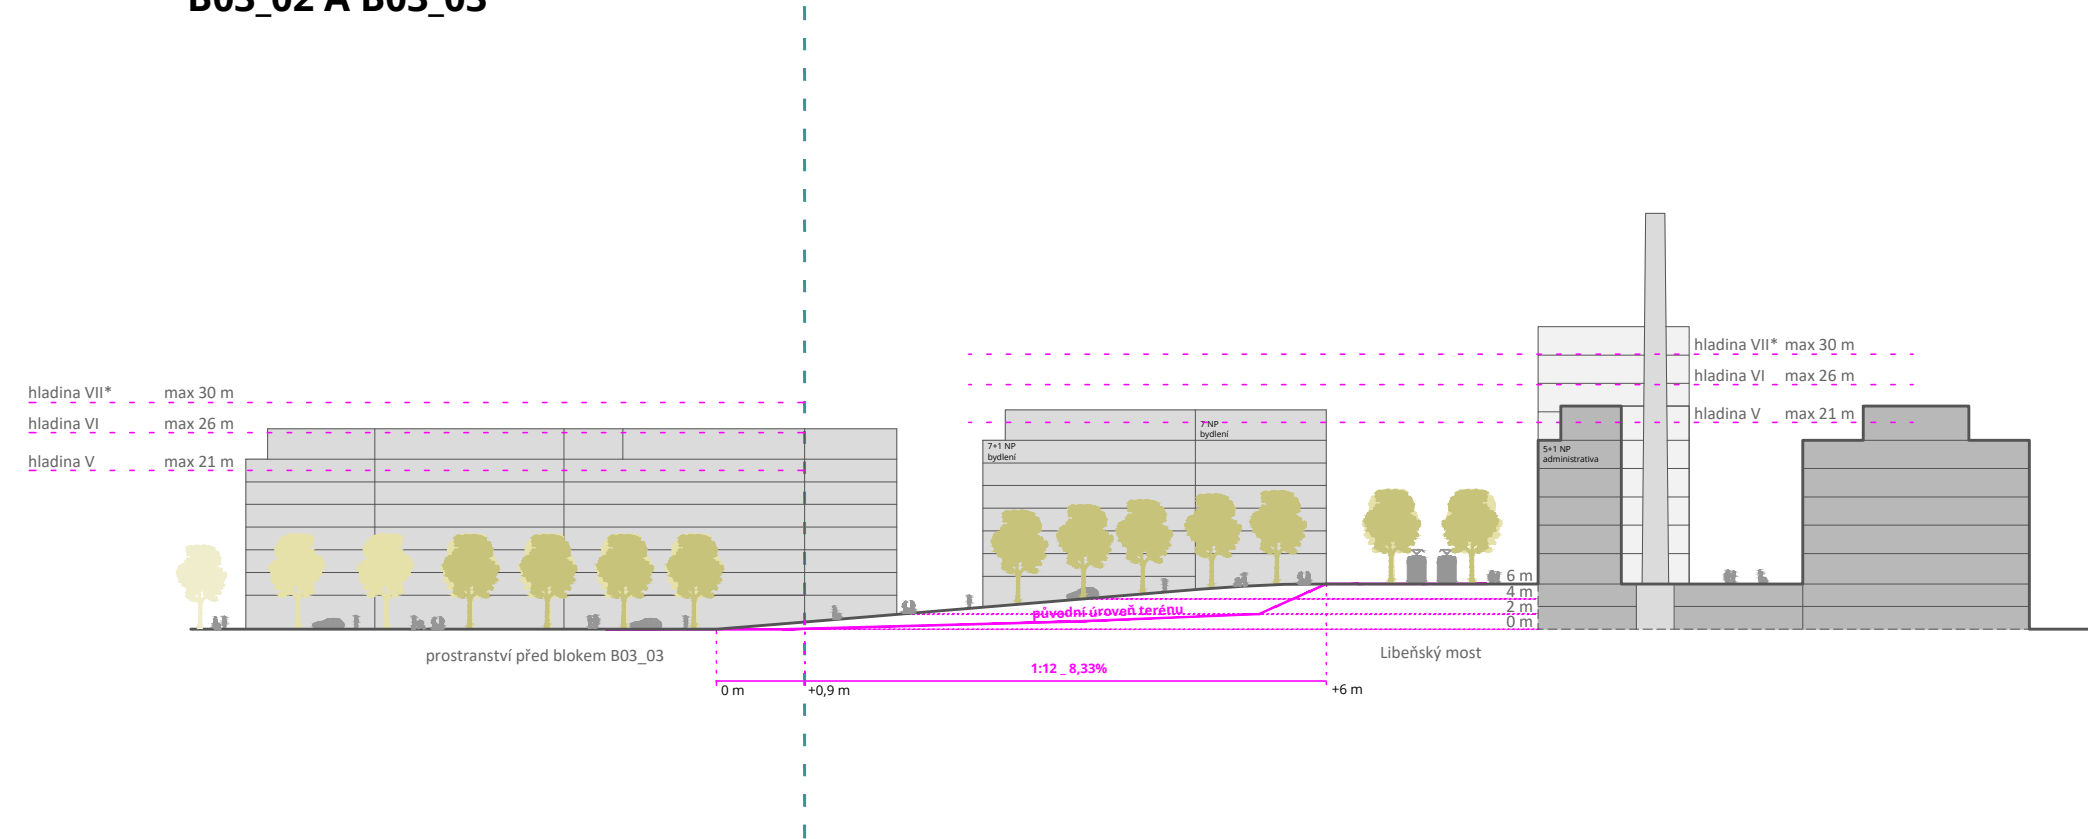 B03_02 A B03_03
hladina VII* max 30 m
hladina VI max 26 m
hladina V max 21 m
hladina VII* max 30 m
hladina VI max 26 m
hladina V max 21 m
7+1 NP
bydlení
7 NP
bydlení
5+1 NP
administrativa
6 m
4 m
2 m
0 m
původní úroveň terénu
prostranství před blokem B03_03
Libeňský most
1:12 _ 8,33%
0 m
+0,9 m
+6 m